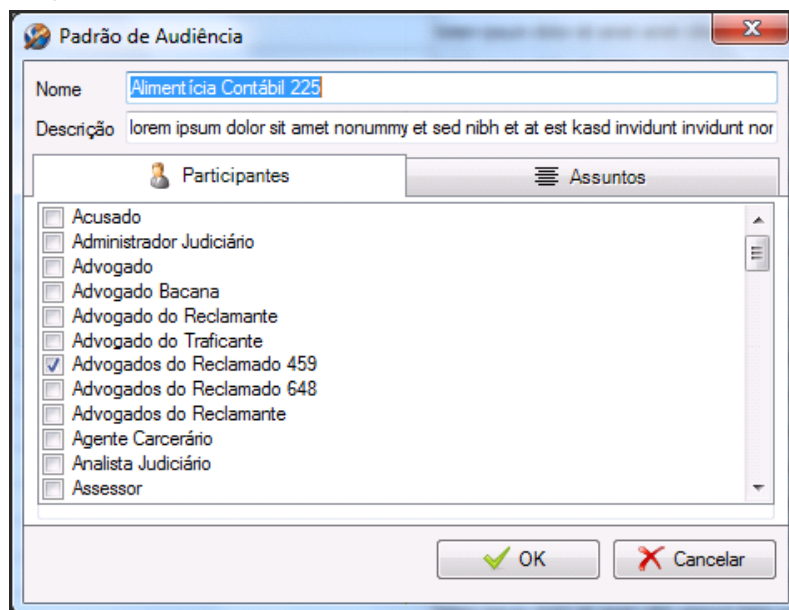 Padrão de Audiência
Nome Alimentícia Contábil 225
Descrição lorem ipsum dolor sit amet nonummy et sed nibh et at est kasd invidunt invidunt nor
Participantes Assuntos
Acusado
Administrador Judiciário
Advogado
Advogado Bacana
Advogado do Reclamante
Advogado do Traficante
Advogados do Reclamado 459
Advogados do Reclamado 648
Advogados do Reclamante
Agente Carcerário
Analista Judiciário
Assessor
OK Cancelar